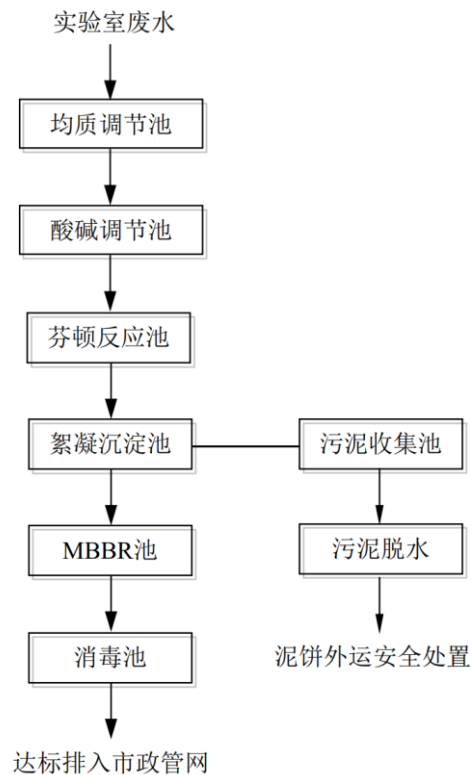 实验室废水
均质调节池
酸碱调节池
芬顿反应池
絮凝沉淀池
污泥收集池
MBBR池
污泥脱水
消毒池
泥饼外运安全处置
达标排入市政管网